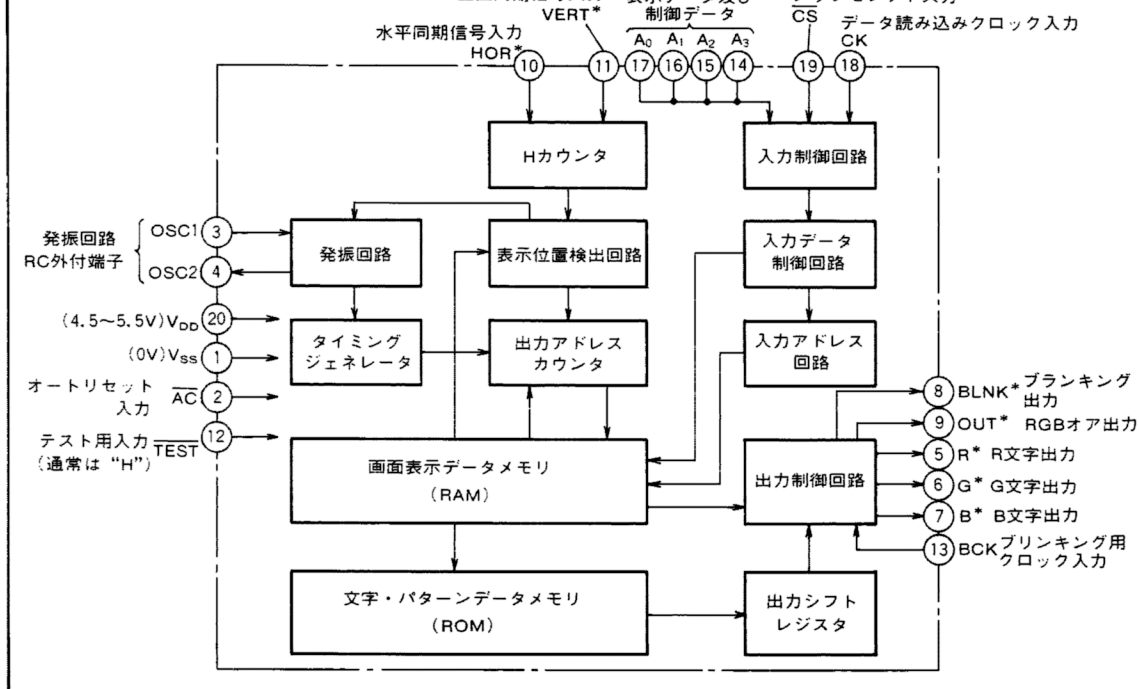 VERT*
制御データ
CS
データ読み込みクロック入力
CK
水平同期信号入力
HOR*
A₀ A₁ A₂ A₃
10 11 17 16 15 14 19 18
Hカウンタ
入力制御回路
発振回路
RC外付端子
OSC1 3
OSC2 4
発振回路
表示位置検出回路
入力データ
制御回路
(4.5~5.5V)VDD 20
(0V)VSS 1
タイミング
ジェネレータ
出力アドレス
カウンタ
入力アドレス
回路
オートリセット
入力
AC 2
テスト用入力
(通常は "H")
TEST 12
画面表示データメモリ
(RAM)
出力制御回路
8 BLNK* ブランキング
出力
9 OUT* RGBオア出力
5 R* R文字出力
6 G* G文字出力
7 B* B文字出力
13 BCK ブリンキング用
クロック入力
文字・パターンデータメモリ
(ROM)
出力シフト
レジスタ